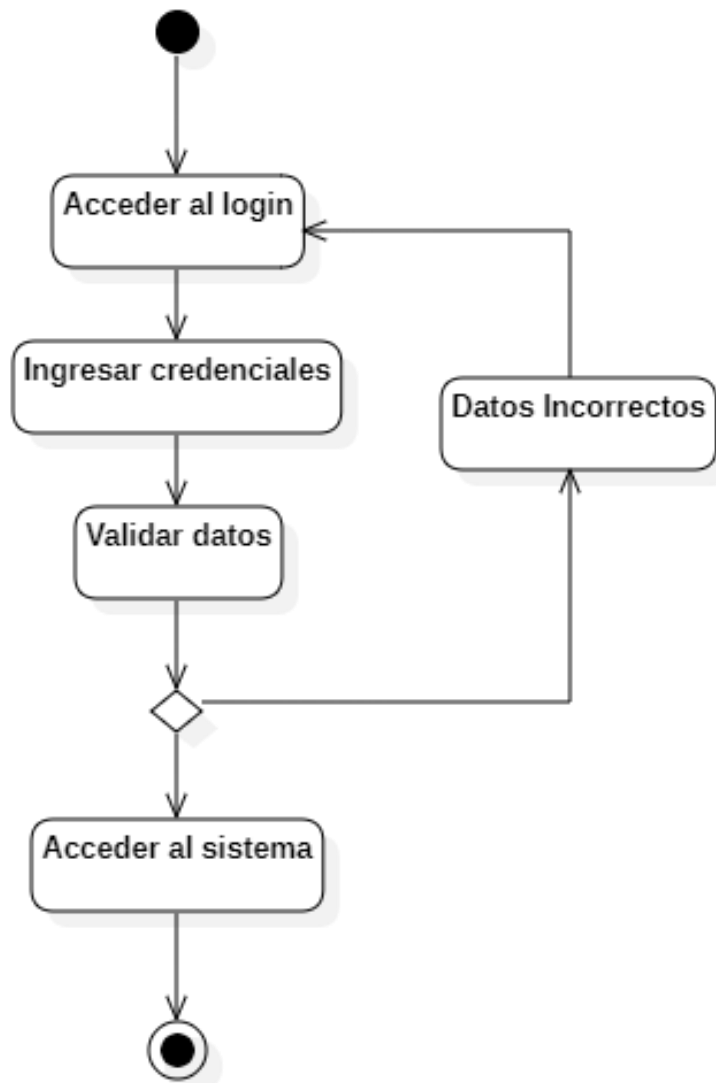 Acceder al login
Ingresar credenciales
Datos Incorrectos
Validar datos
Acceder al sistema